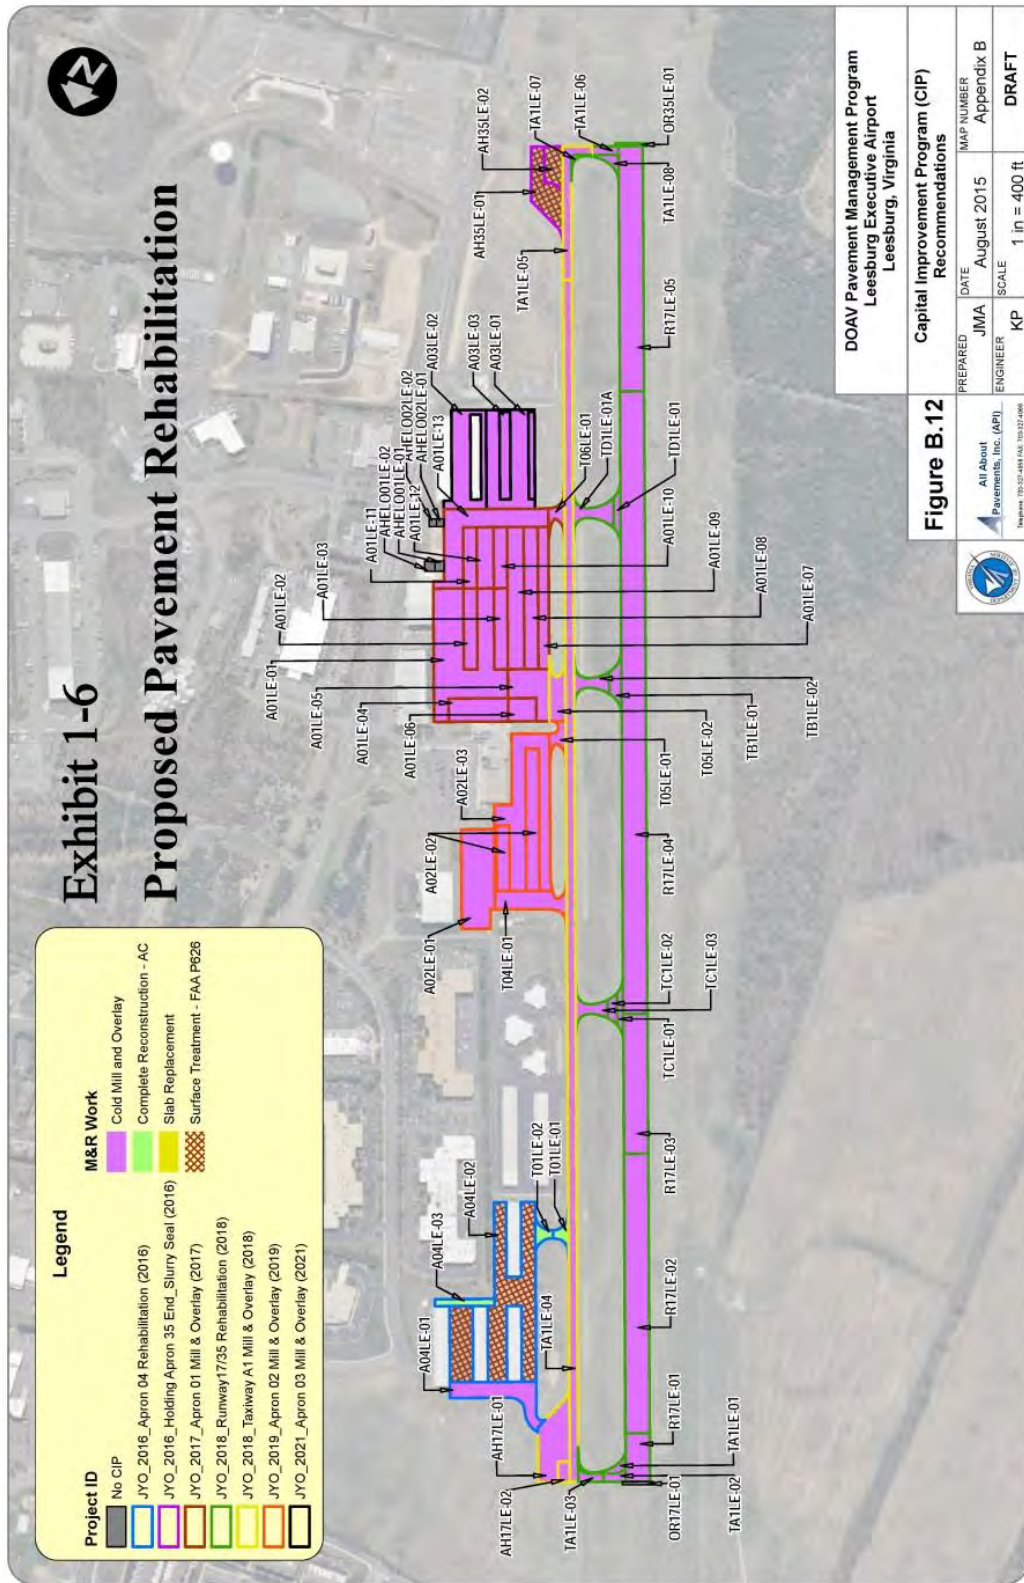 Exhibit 1-6
Proposed Pavement Rehabilitation
N
Legend
Project ID
No CIP
JYO_2016_Apron 04 Rehabilitation (2016)
JYO_2016_Holding Apron 35 End_Slurry Seal (2016)
JYO_2017_Apron 01 Mill & Overlay (2017)
JYO_2018_Runway17/35 Rehabilitation (2018)
JYO_2018_Taxiway A1 Mill & Overlay (2018)
JYO_2019_Apron 02 Mill & Overlay (2019)
JYO_2021_Apron 03 Mill & Overlay (2021)
M&R Work
Cold Mill and Overlay
Complete Reconstruction - AC
Slab Replacement
Surface Treatment - FAA P626
A04LE-01
A04LE-03
A04LE-02
T01LE-02
T01LE-01
AH17LE-01
AH17LE-02
TA1LE-04
TA1LE-03
OR17LE-01
TA1LE-02
TA1LE-01
R17LE-01
R17LE-02
R17LE-03
TC1LE-01
TC1LE-03
TC1LE-02
R17LE-04
A02LE-01
T04LE-01
A02LE-02
A02LE-03
A01LE-01
A01LE-02
A01LE-03
A01LE-05
A01LE-04
A01LE-06
A01LE-11
AHELO01LE-02
AHELO01LE-01
A01LE-12
AHELO02LE-02
AHELO02LE-01
A01LE-13
A03LE-02
A03LE-03
A03LE-01
T05LE-01
T05LE-02
TB1LE-01
TB1LE-02
A01LE-07
A01LE-08
A01LE-09
A01LE-10
TD1LE-01
TD1LE-01A
T06LE-01
R17LE-05
TA1LE-05
AH35LE-01
AH35LE-02
TA1LE-07
TA1LE-06
TA1LE-08
OR35LE-01
DOAV Pavement Management Program
Leesburg Executive Airport
Leesburg, Virginia
Figure B.12
Capital Improvement Program (CIP)
Recommendations
All About
Pavements, Inc. (API)
PREPARED
JMA
DATE
August 2015
MAP NUMBER
Appendix B
ENGINEER
KP
SCALE
1 in = 400 ft
DRAFT